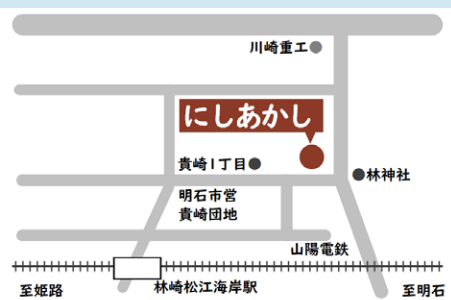 川崎重工
にしあかし
貴崎1丁目
林神社
明石市営
貴崎団地
山陽電鉄
林崎松江海岸駅
至姫路
至明石